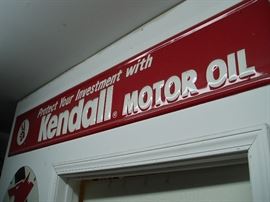 Protect Your Investment with
Kendall® MOTOR OIL